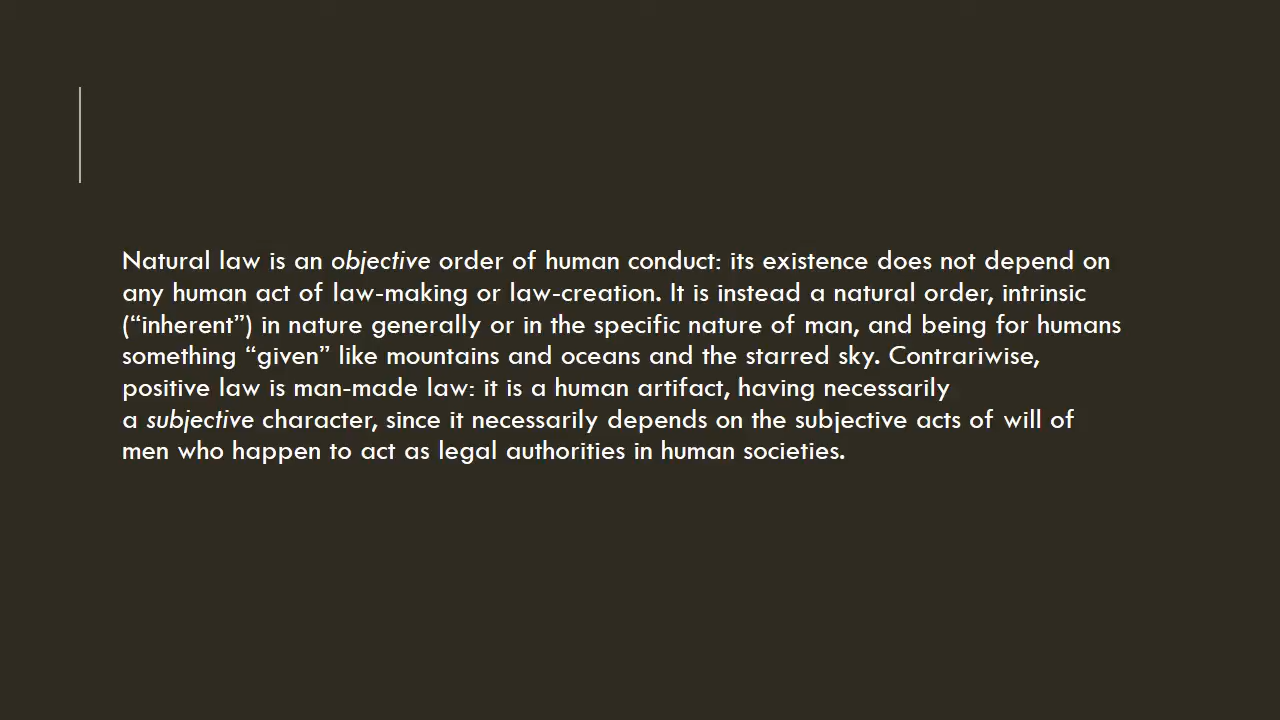 Natural law is an objective order of human conduct: its existence does not depend on
any human act of law-making or law-creation. It is instead a natural order, intrinsic
(“inherent”) in nature generally or in the specific nature of man, and being for humans
something “given” like mountains and oceans and the starred sky. Contrariwise,
positive law is man-made law: it is a human artifact, having necessarily
a subjective character, since it necessarily depends on the subjective acts of will of
men who happen to act as legal authorities in human societies.